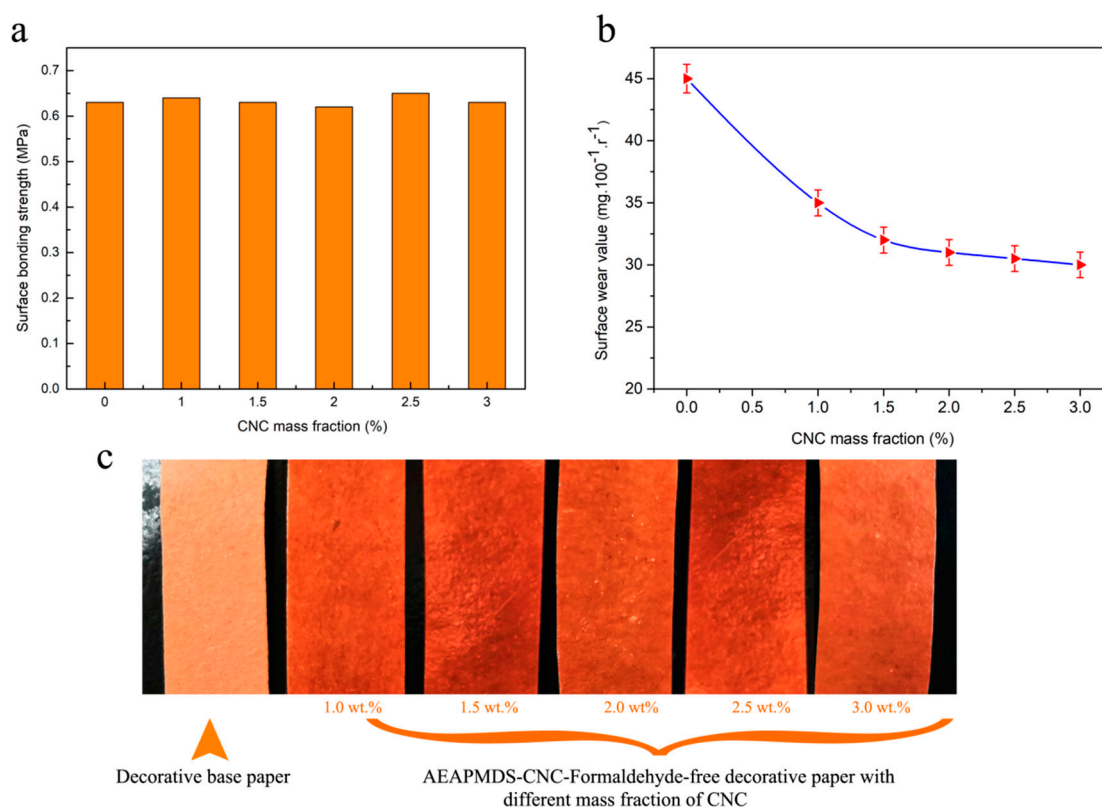 a
Surface bonding strength (MPa)
0.7
0.6
0.5
0.4
0.3
0.2
0.1
0.0
0 1 1.5 2 2.5 3
CNC mass fraction (%)
b
Surface wear value (mg.100⁻¹.r⁻¹)
45
40
35
30
25
20
0.0 0.5 1.0 1.5 2.0 2.5 3.0
CNC mass fraction (%)
c
1.0 wt.% 1.5 wt.% 2.0 wt% 2.5 wt.% 3.0 wt.%
Decorative base paper
AEAPMDS-CNC-Formaldehyde-free decorative paper with
different mass fraction of CNC